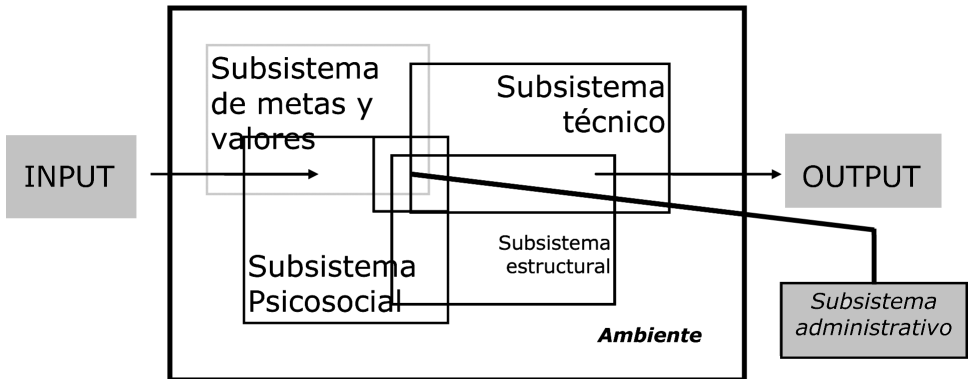 Subsistema
de metas y
valores
Subsistema
técnico
INPUT
OUTPUT
Subsistema
estructural
Subsistema
Psicosocial
Subsistema
administrativo
Ambiente